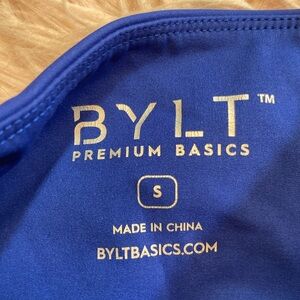 BYLT™
PREMIUM BASICS
S
MADE IN CHINA
BYLTBASICS.COM